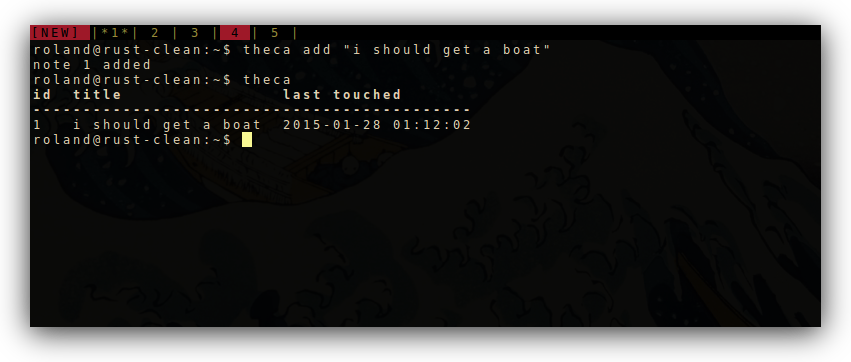 [NEW] |*1*| 2 | 3 | 4 | 5 |
roland@rust-clean:~$ theca add "i should get a boat"
note 1 added
roland@rust-clean:~$ theca
id  title                last touched
--------------------------------------------
1   i should get a boat  2015-01-28 01:12:02
roland@rust-clean:~$